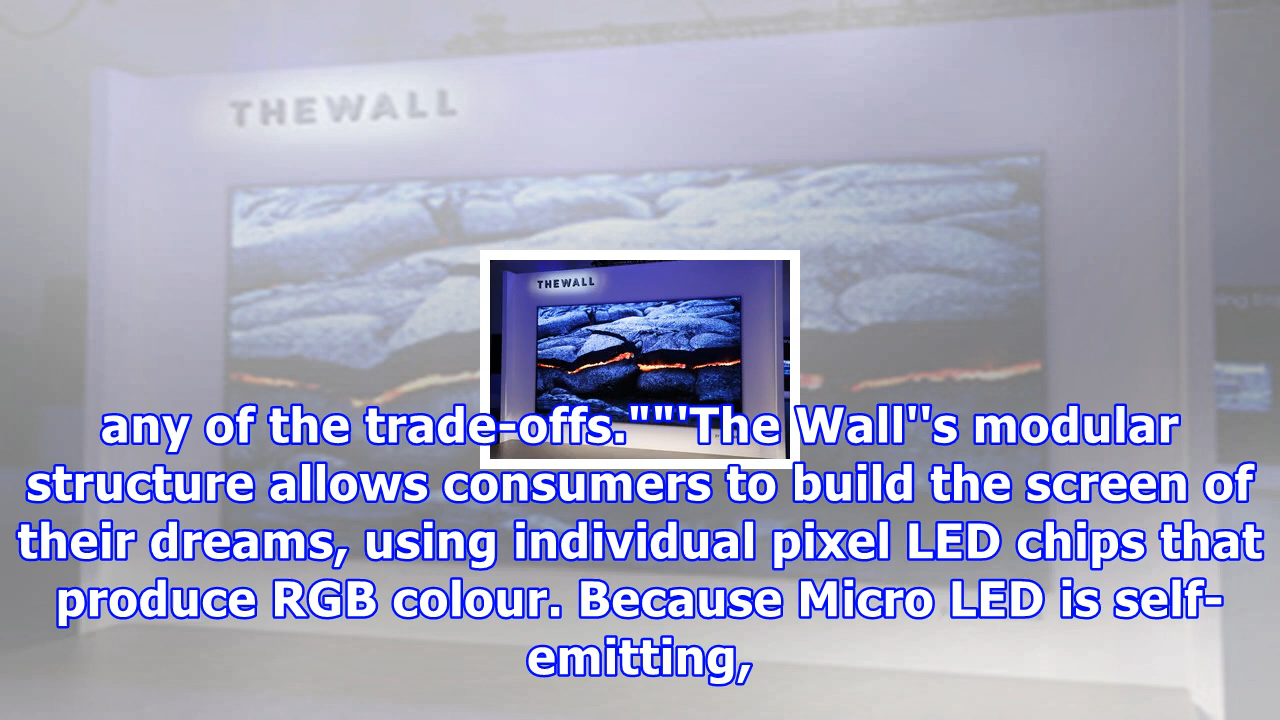 THEWALL
THEWALL
any of the trade-offs.""'The Wall''s modular
structure allows consumers to build the screen of
their dreams, using individual pixel LED chips that
produce RGB colour. Because Micro LED is self-
emitting,